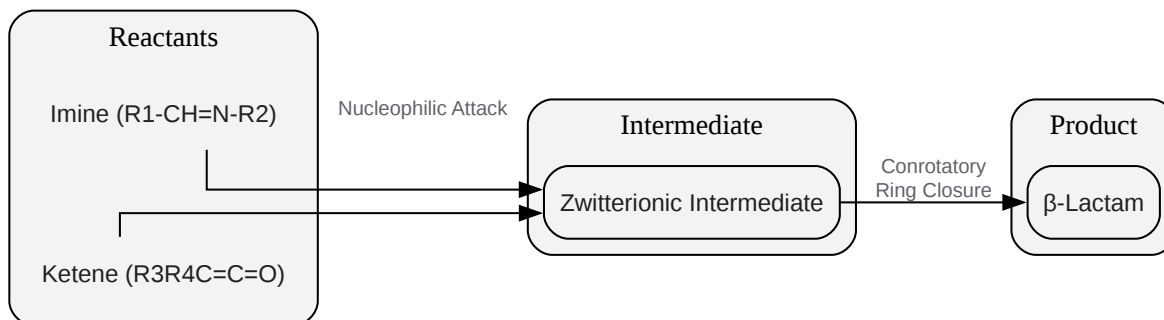 Reactants
Imine (R1-CH=N-R2)
Ketene (R3R4C=C=O)
Nucleophilic Attack
Intermediate
Zwitterionic Intermediate
Conrotatory
Ring Closure
Product
β-Lactam